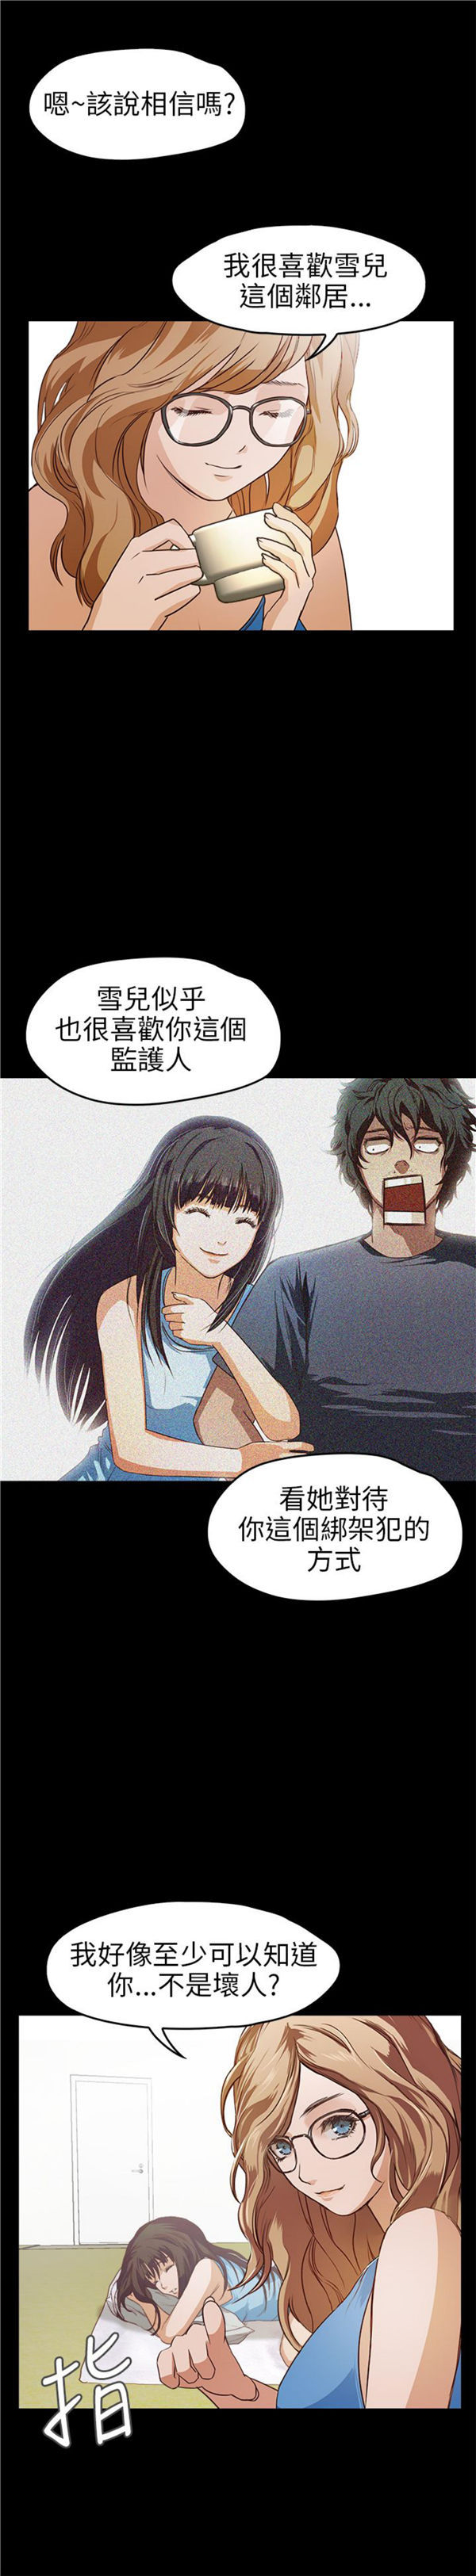 嗯~該說相信嗎?
我很喜歡雪兒
這個鄰居...
雪兒似乎
也很喜歡你這個
監護人
看她對待
你這個綁架犯的
方式
我好像至少可以知道
你...不是壞人?
指